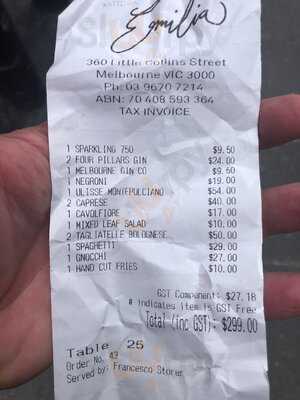 Emilia
360 Little Collins Street
Melbourne VIC 3000
Ph: 03 9670 7214
ABN: 70 408 593 364
TAX INVOICE
1 SPARKLING 750 $9.50
2 FOUR PILLARS GIN $24.00
1 MELBOURNE GIN CO $9.50
1 NEGRONI $19.00
1 ULISSE MONTEPULCIANO $54.00
2 CAPRESE $40.00
1 CAVOLFIORE $17.00
1 MIXED LEAF SALAD $10.00
2 TAGLIATELLE BOLOGNESE $50.00
1 SPAGHETTI $29.00
1 GNOCCHI $27.00
1 HAND CUT FRIES $10.00
GST Component: $27.18
# Indicates item is GST Free
Total (inc GST): $299.00
Table 25
Order No. 43
Served by: Francesco Storer